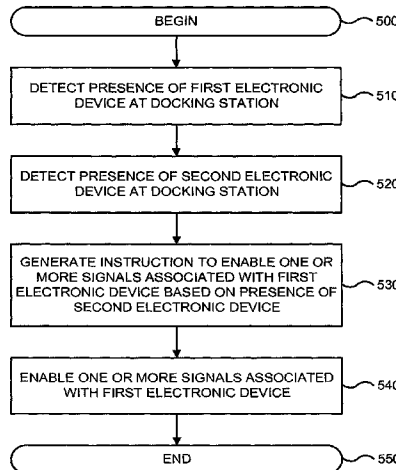 BEGIN
500
DETECT PRESENCE OF FIRST ELECTRONIC
DEVICE AT DOCKING STATION
510
DETECT PRESENCE OF SECOND ELECTRONIC
DEVICE AT DOCKING STATION
520
GENERATE INSTRUCTION TO ENABLE ONE OR
MORE SIGNALS ASSOCIATED WITH FIRST
ELECTRONIC DEVICE BASED ON PRESENCE OF
SECOND ELECTRONIC DEVICE
530
ENABLE ONE OR MORE SIGNALS ASSOCIATED
WITH FIRST ELECTRONIC DEVICE
540
END
550